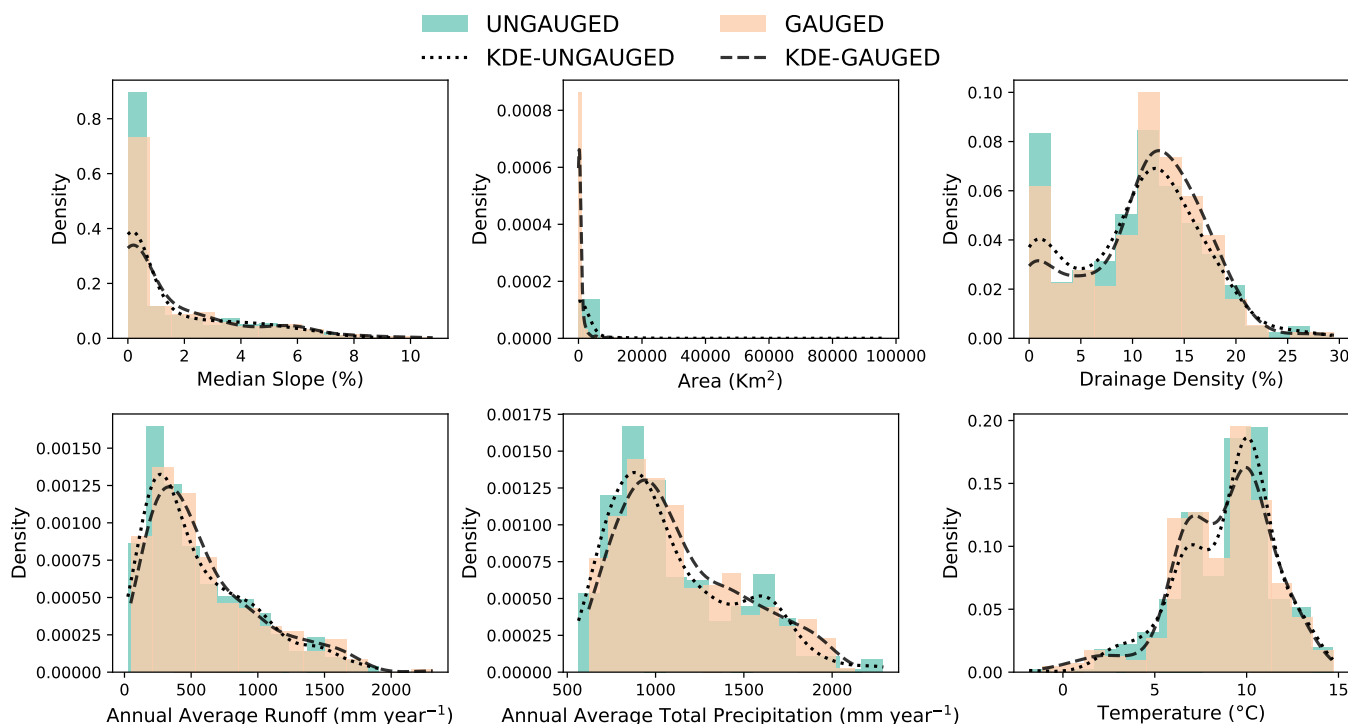 UNGAUGED GAUGED
KDE-UNGAUGED KDE-GAUGED
Density
0.8
0.6
0.4
0.2
0.0
0 2 4 6 8 10
Median Slope (%)
Density
0.0008
0.0006
0.0004
0.0002
0.0000
0 20000 40000 60000 80000 100000
Area (Km²)
Density
0.10
0.08
0.06
0.04
0.02
0.00
0 5 10 15 20 25 30
Drainage Density (%)
Density
0.00150
0.00125
0.00100
0.00075
0.00050
0.00025
0.00000
0 500 1000 1500 2000
Annual Average Runoff (mm year⁻¹)
Density
0.00175
0.00150
0.00125
0.00100
0.00075
0.00050
0.00025
0.00000
500 1000 1500 2000
Annual Average Total Precipitation (mm year⁻¹)
Density
0.20
0.15
0.10
0.05
0.00
0 5 10 15
Temperature (°C)